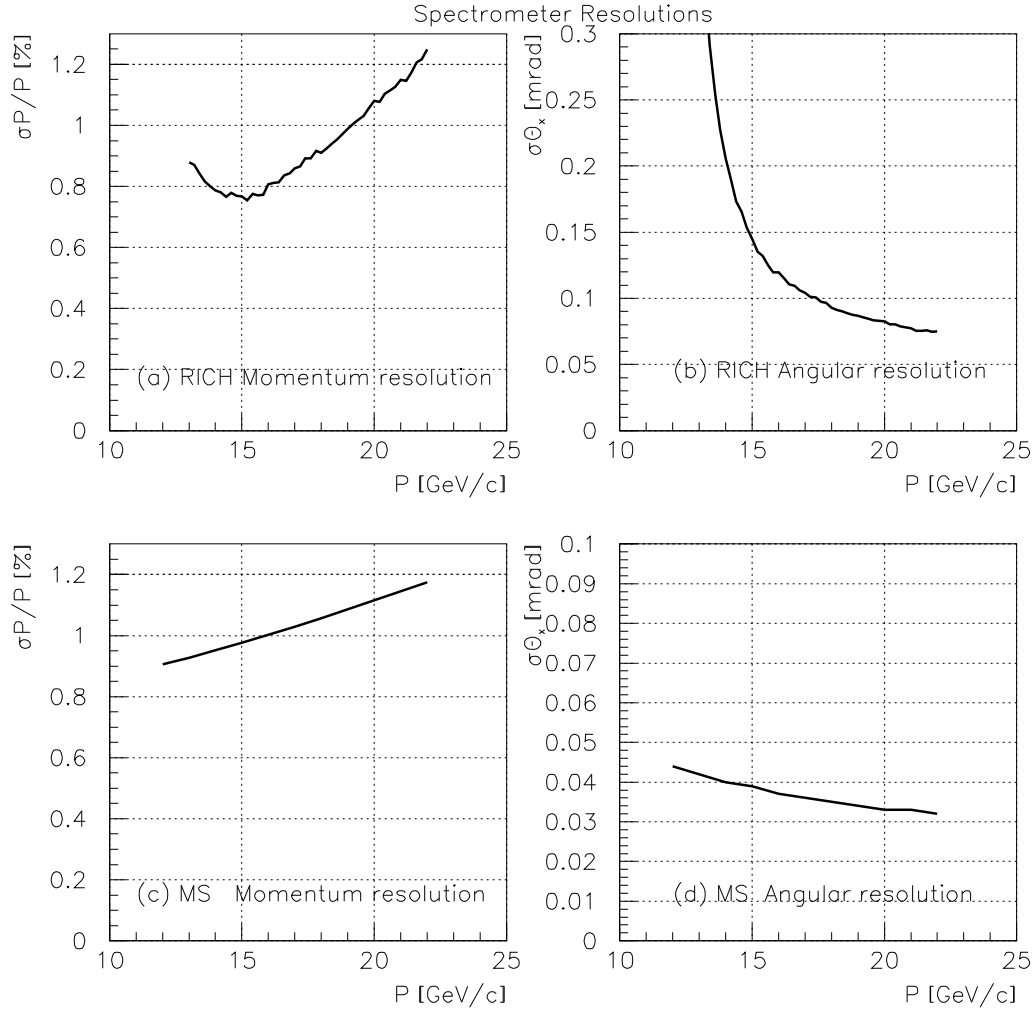 Spectrometer Resolutions
σP/P [%]
1.2
1
0.8
0.6
0.4
0.2
0
(a) RICH Momentum resolution
10 15 20 25
P [GeV/c]
σΘx [mrad]
0.3
0.25
0.2
0.15
0.1
0.05
0
(b) RICH Angular resolution
10 15 20 25
P [GeV/c]
σP/P [%]
1.2
1
0.8
0.6
0.4
0.2
0
(c) MS Momentum resolution
10 15 20 25
P [GeV/c]
σΘx [mrad]
0.1
0.09
0.08
0.07
0.06
0.05
0.04
0.03
0.02
0.01
0
(d) MS Angular resolution
10 15 20 25
P [GeV/c]